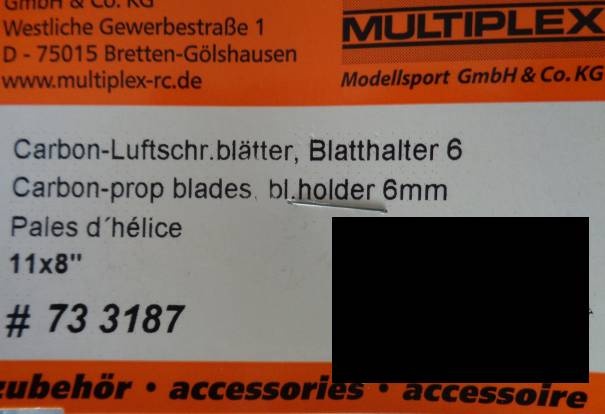 GmbH & Co. KG
Westliche Gewerbestraße 1
D - 75015 Bretten-Gölshausen
www.multiplex-rc.de
MULTIPLEX
Modellsport GmbH & Co. KG
Carbon-Luftschr.blätter, Blatthalter 6
Carbon-prop blades, bl.holder 6mm
Pales d´hélice
11x8"
# 73 3187
zubehör • accessories • accessoire